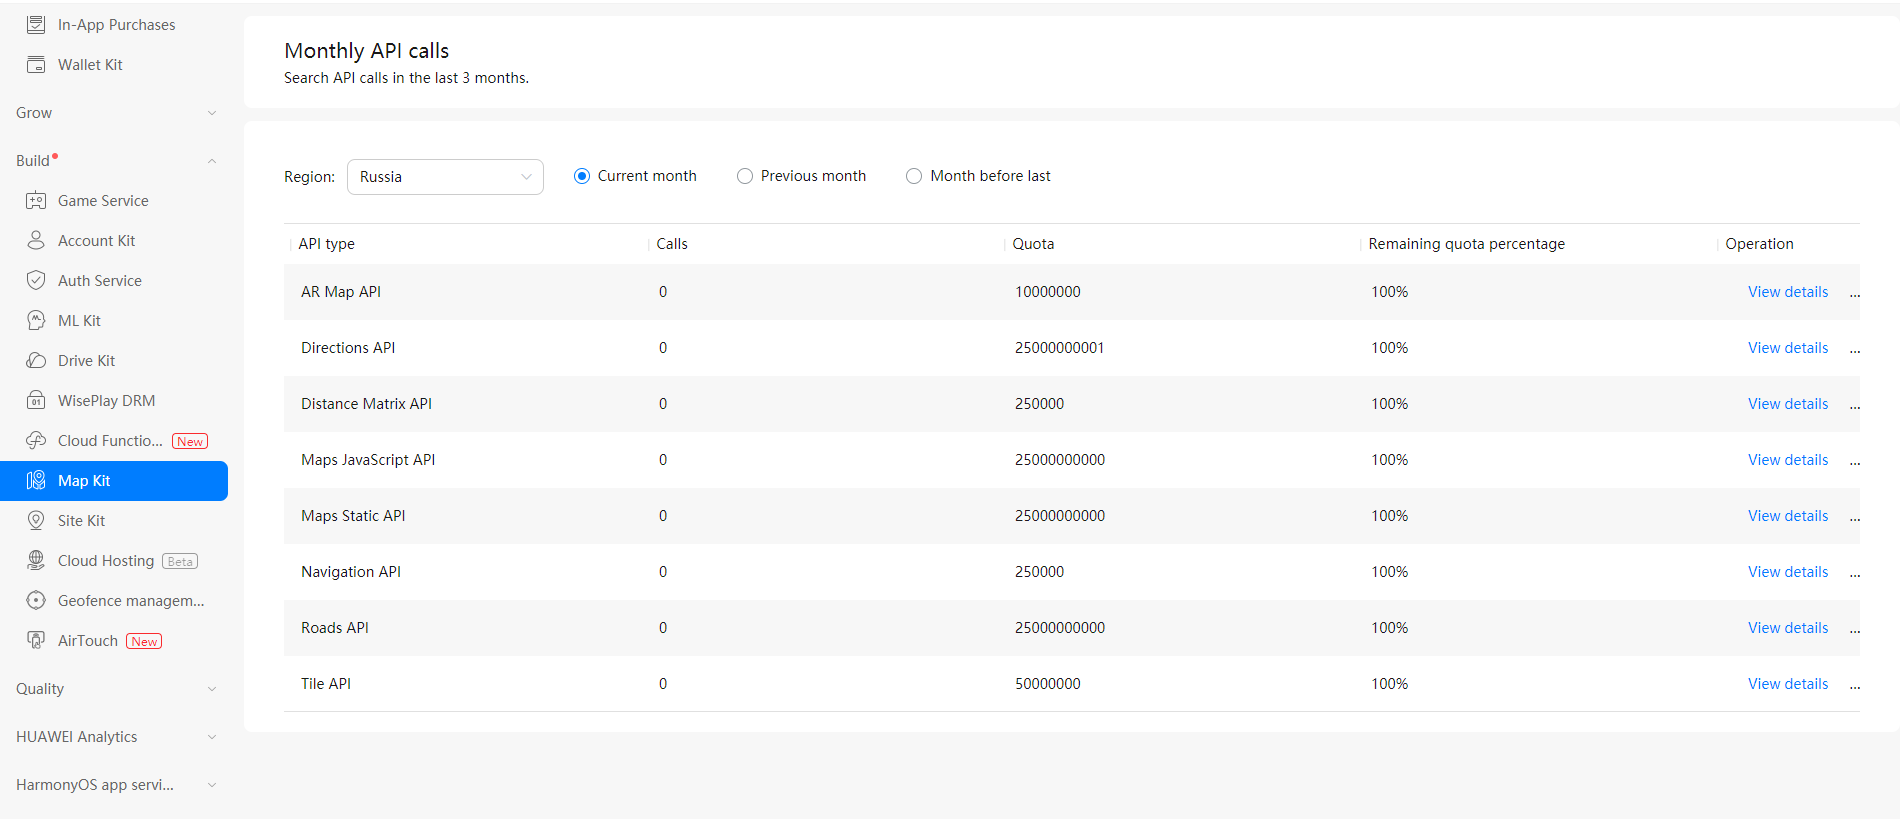 In-App Purchases
Wallet Kit
Grow
Build
Game Service
Account Kit
Auth Service
ML Kit
Drive Kit
WisePlay DRM
Cloud Functio... New
Map Kit
Site Kit
Cloud Hosting Beta
Geofence managem...
AirTouch New
Quality
HUAWEI Analytics
HarmonyOS app servi...
Monthly API calls
Search API calls in the last 3 months.
Region: Russia Current month Previous month Month before last
API type Calls Quota Remaining quota percentage Operation
AR Map API 0 10000000 100% View details ...
Directions API 0 25000000001 100% View details ...
Distance Matrix API 0 250000 100% View details ...
Maps JavaScript API 0 25000000000 100% View details ...
Maps Static API 0 25000000000 100% View details ...
Navigation API 0 250000 100% View details ...
Roads API 0 25000000000 100% View details ...
Tile API 0 50000000 100% View details ...